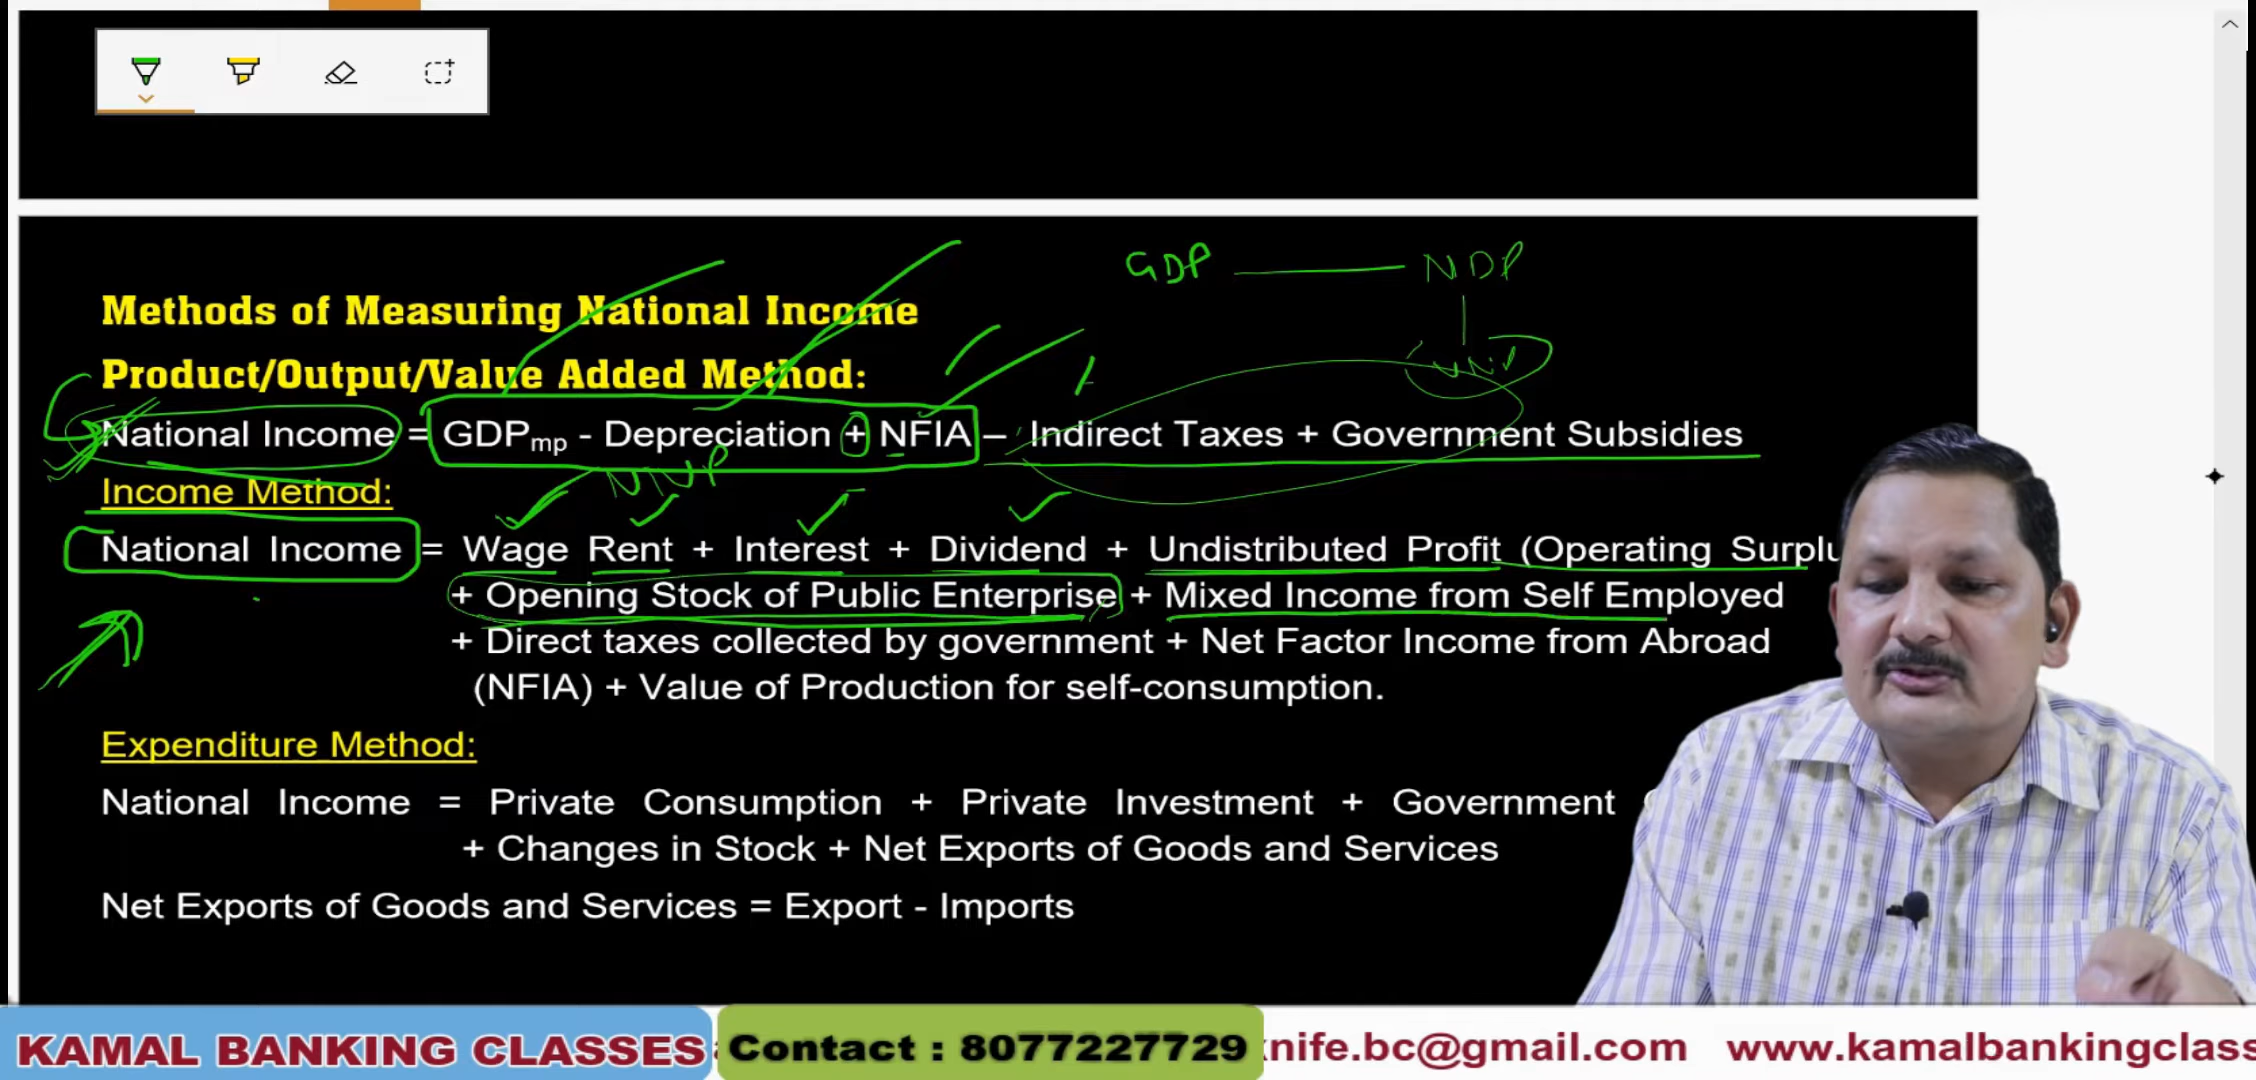 GDP NDP
NNP
Methods of Measuring National Income
Product/Output/Value Added Method:
National Income = GDPmp - Depreciation + NFIA – Indirect Taxes + Government Subsidies
NNP
Income Method:
National Income = Wage Rent + Interest + Dividend + Undistributed Profit (Operating
+ Opening Stock of Public Enterprise + Mixed Income from Self Employed
+ Direct taxes collected by government + Net Factor Income from Abroad
(NFIA) + Value of Production for self-consumption.
Expenditure Method:
National Income = Private Consumption + Private Investment + Government
+ Changes in Stock + Net Exports of Goods and Services
Net Exports of Goods and Services = Export - Imports
KAMAL BANKING CLASSES Contact : 8077227729 nife.bc@gmail.com www.kamalbankingclass